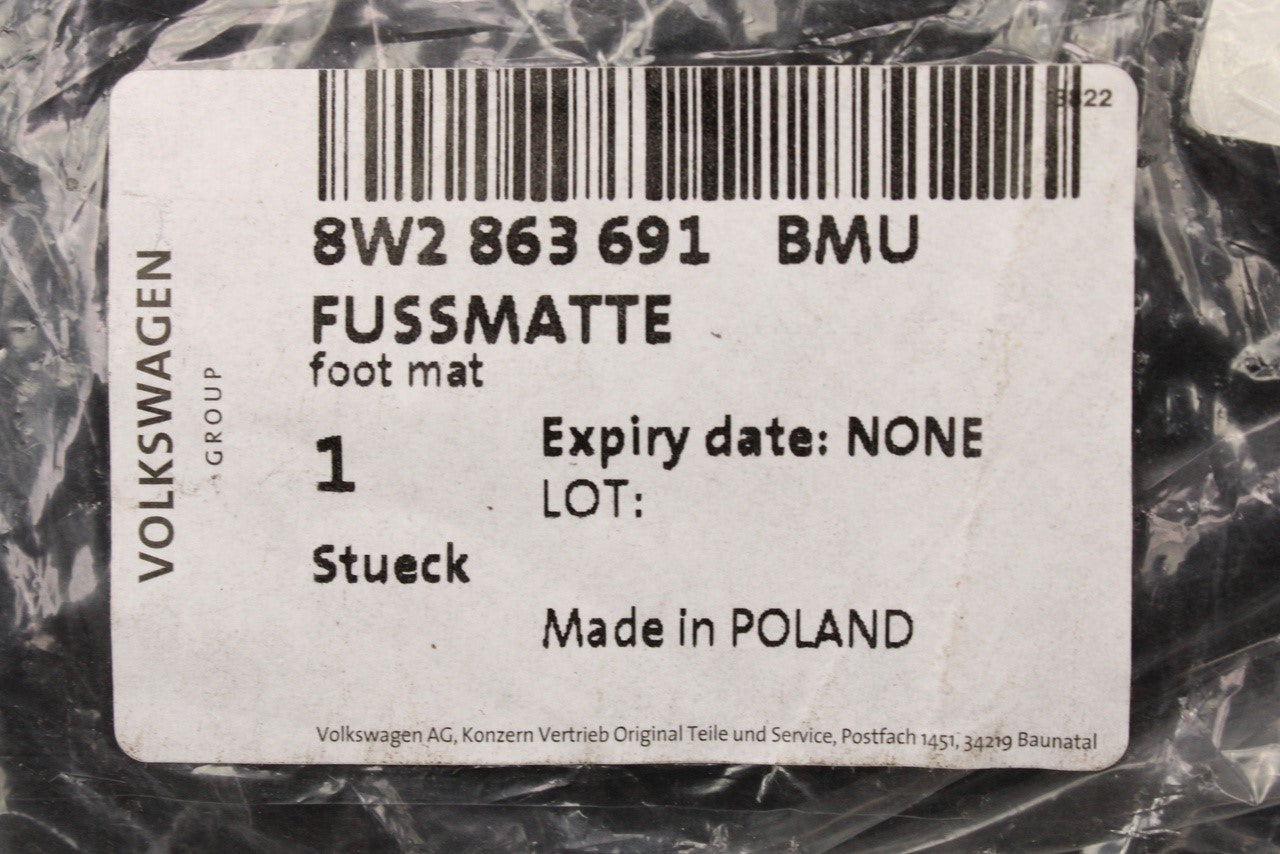 8W2 863 691 BMU
FUSSMATTE
foot mat
1
Expiry date: NONE
LOT:
Stueck
Made in POLAND
Volkswagen AG, Konzern Vertrieb Original Teile und Service, Postfach 1451, 34219 Baunatal
VOLKSWAGEN
GROUP